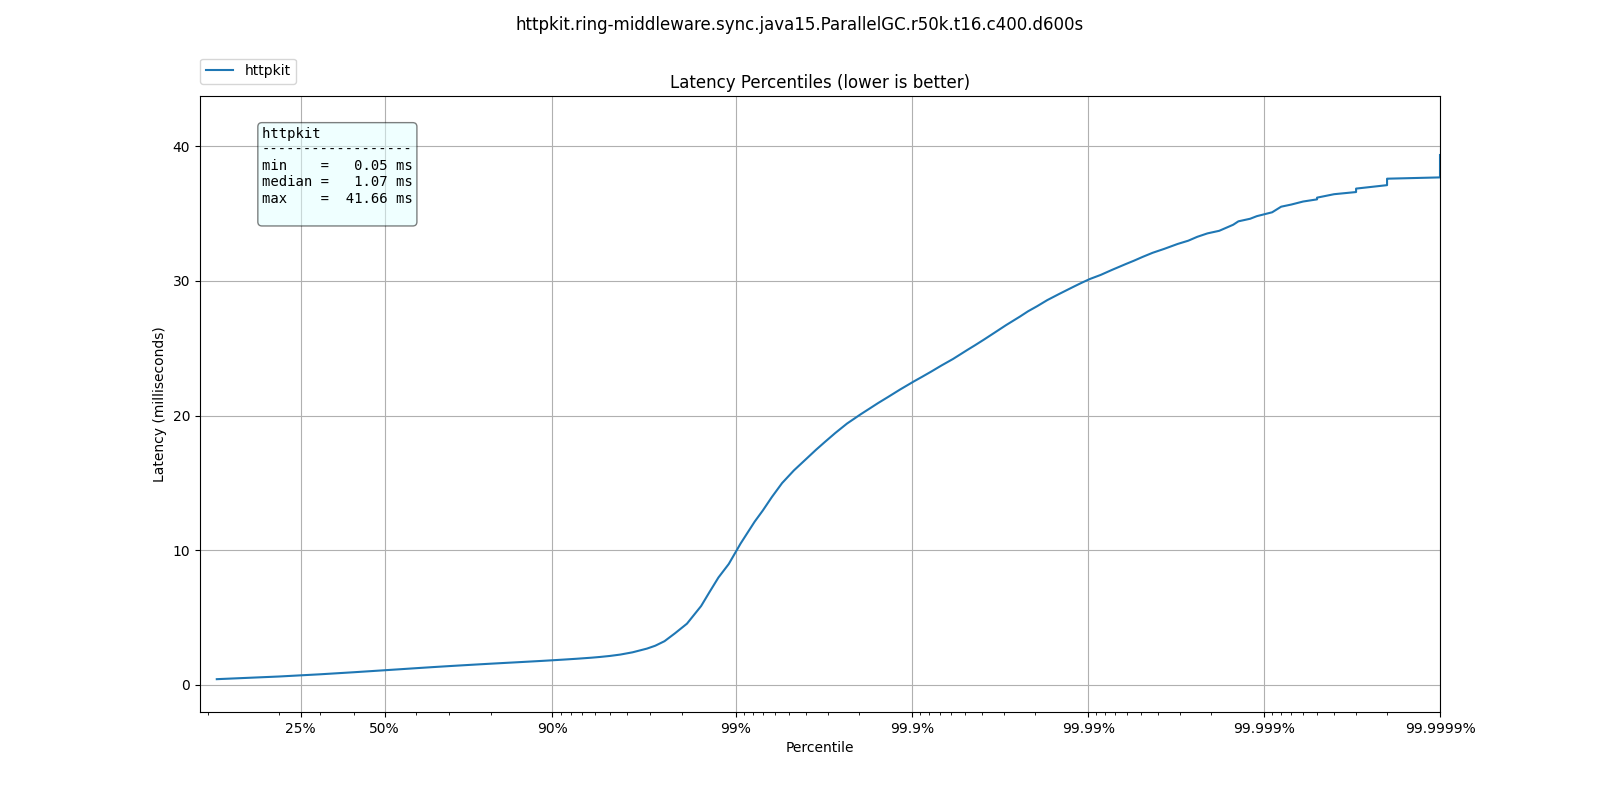 httpkit.ring-middleware.sync.java15.ParallelGC.r50k.t16.c400.d600s
httpkit
Latency Percentiles (lower is better)
httpkit
------------------
min    =   0.05 ms
median =   1.07 ms
max    =  41.66 ms
40
30
20
10
0
Latency (milliseconds)
25% 50% 90% 99% 99.9% 99.99% 99.999% 99.9999%
Percentile